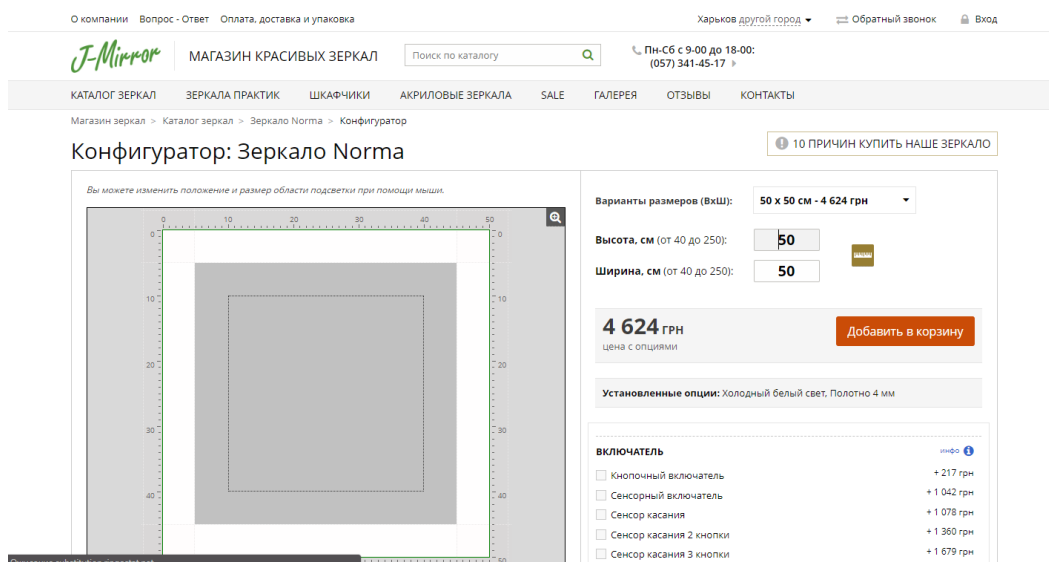 О компании Вопрос - Ответ Оплата, доставка и упаковка Харьков другой город Обратный звонок Вход
J-Mirror МАГАЗИН КРАСИВЫХ ЗЕРКАЛ Поиск по каталогу Пн-Сб с 9-00 до 18-00:
(057) 341-45-17
КАТАЛОГ ЗЕРКАЛ ЗЕРКАЛА ПРАКТИК ШКАФЧИКИ АКРИЛОВЫЕ ЗЕРКАЛА SALE ГАЛЕРЕЯ ОТЗЫВЫ КОНТАКТЫ
Магазин зеркал > Каталог зеркал > Зеркало Norma > Конфигуратор
Конфигуратор: Зеркало Norma
10 ПРИЧИН КУПИТЬ НАШЕ ЗЕРКАЛО
Вы можете изменить положение и размер области подсветки при помощи мыши.
0 10 20 30 40 50
0 0
10 10
20 20
30 30
40 40
50
Варианты размеров (ВхШ): 50 x 50 см - 4 624 грн
Высота, см (от 40 до 250): 50
Ширина, см (от 40 до 250): 50
4 624 ГРН
цена с опциями
Добавить в корзину
Установленные опции: Холодный белый свет, Полотно 4 мм
ВКЛЮЧАТЕЛЬ инфо
Кнопочный включатель + 217 грн
Сенсорный включатель + 1 042 грн
Сенсор касания + 1 078 грн
Сенсор касания 2 кнопки + 1 360 грн
Сенсор касания 3 кнопки + 1 679 грн